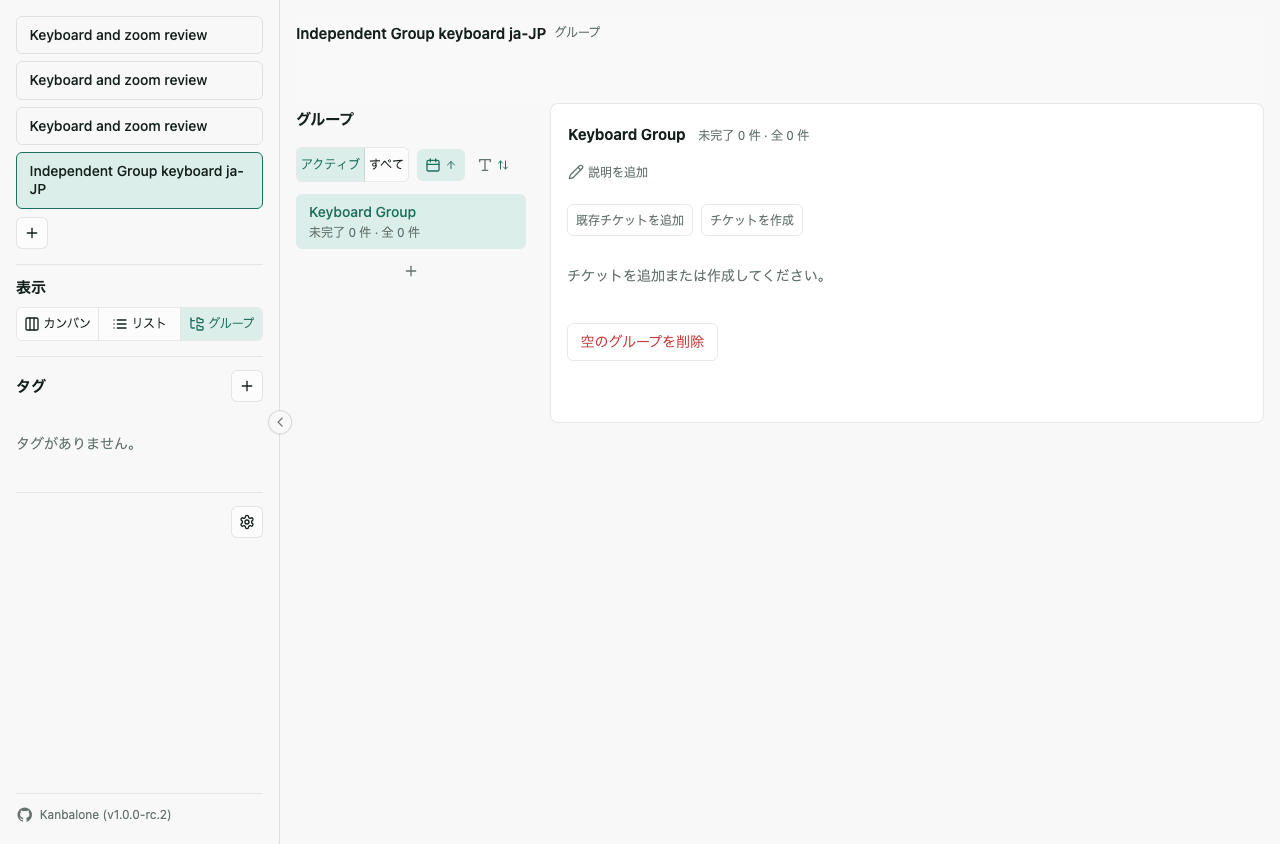 Keyboard and zoom review
Keyboard and zoom review
Keyboard and zoom review
Independent Group keyboard ja-
JP
表示
カンバン
リスト
グループ
タグ
タグがありません。
Kanbalone (v1.0.0-rc.2)
Independent Group keyboard ja-JP グループ
グループ
アクティブ
すべて
Keyboard Group
未完了 0 件 · 全 0 件
Keyboard Group 未完了 0 件 · 全 0 件
説明を追加
既存チケットを追加
チケットを作成
チケットを追加または作成してください。
空のグループを削除